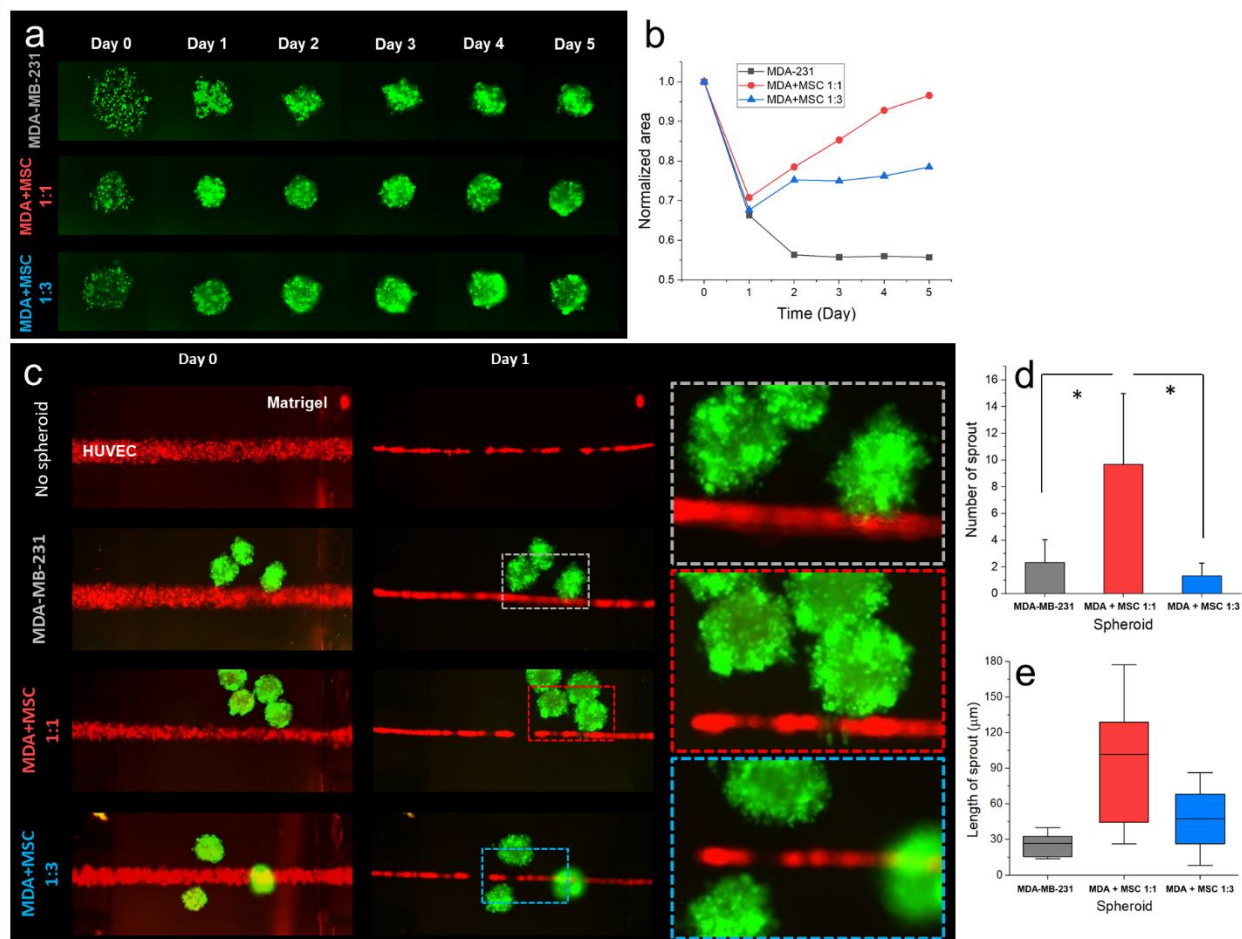 a
Day 0 Day 1 Day 2 Day 3 Day 4 Day 5
MDA-MB-231
MDA+MSC
1:1
MDA+MSC
1:3
b
MDA-231
MDA+MSC 1:1
MDA+MSC 1:3
Normalized area
1.0
0.9
0.8
0.7
0.6
0.5
0 1 2 3 4 5
Time (Day)
c
Day 0 Day 1
No spheroid
Matrigel
HUVEC
MDA-MB-231
MDA+MSC
1:1
MDA+MSC
1:3
d
Number of sprout
16
14
12
10
8
6
4
2
0
* *
MDA-MB-231 MDA + MSC 1:1 MDA + MSC 1:3
Spheroid
e
Length of sprout (μm)
180
150
120
90
60
30
0
MDA-MB-231 MDA + MSC 1:1 MDA + MSC 1:3
Spheroid